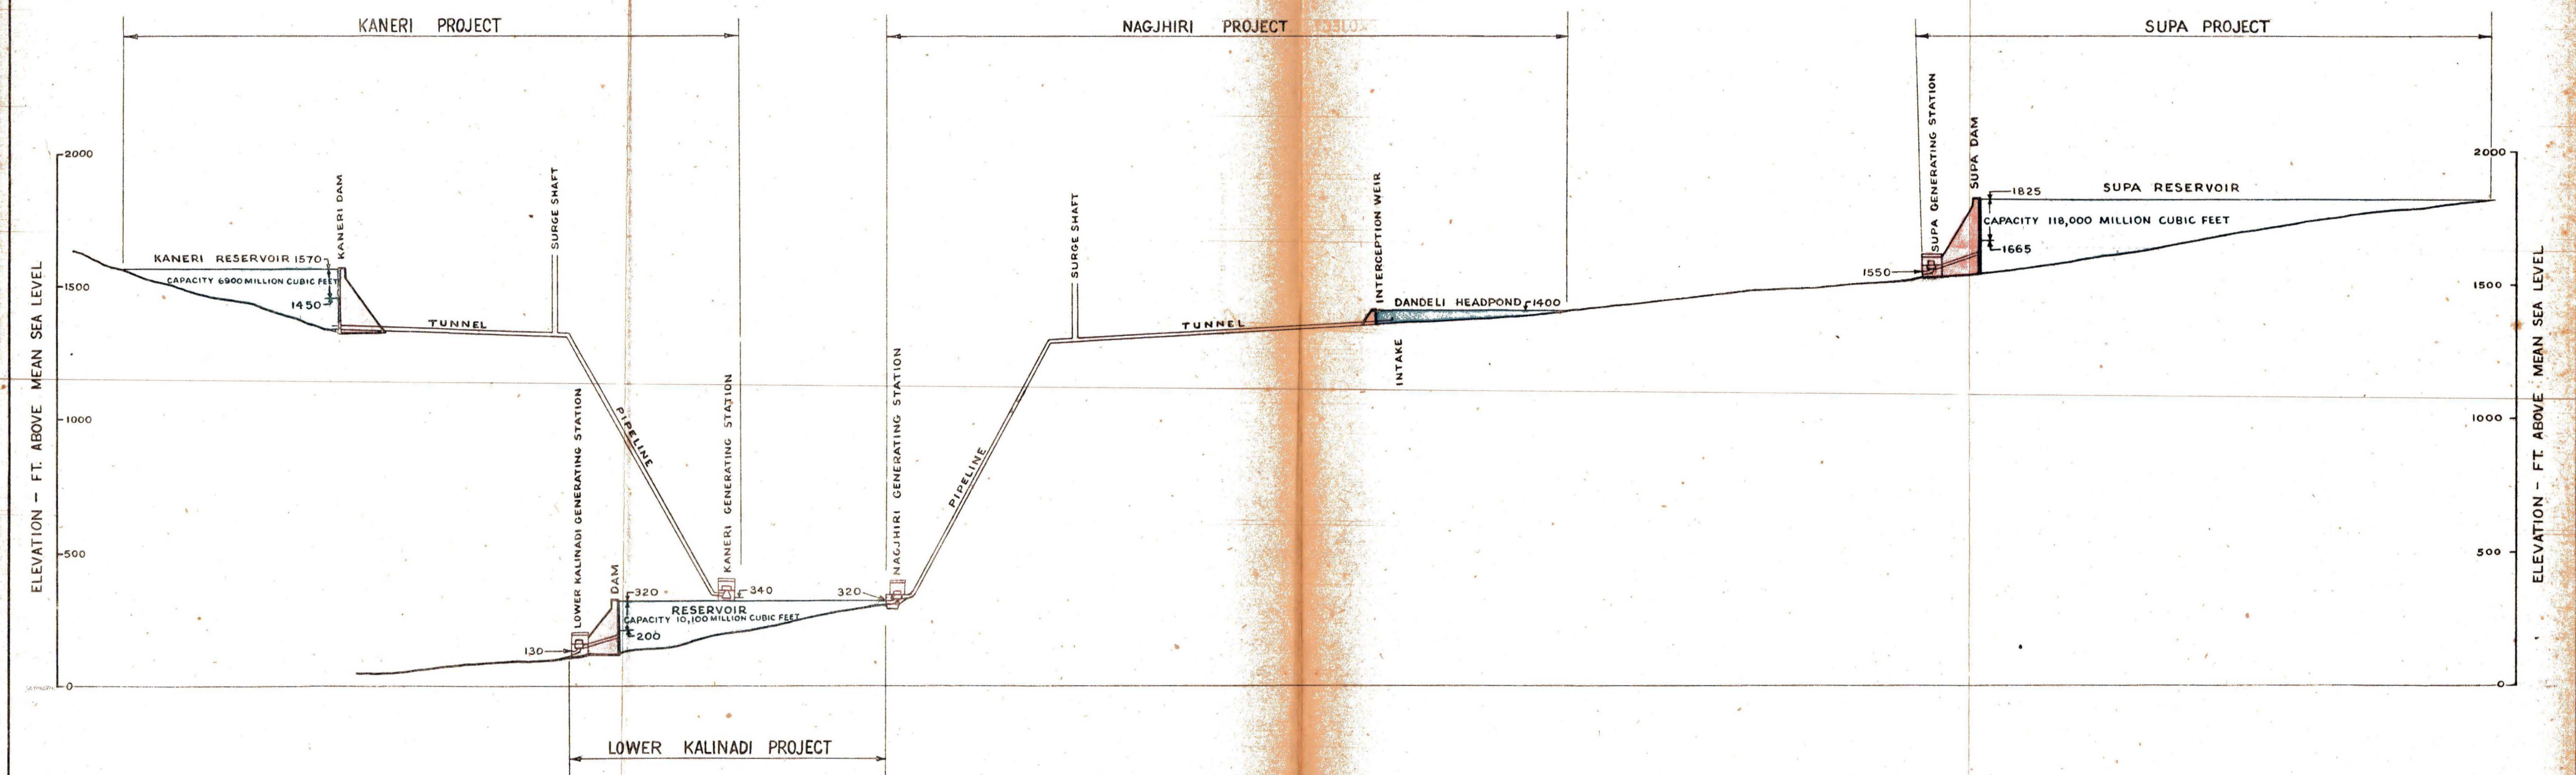 KANERI PROJECT
NAGJHIRI PROJECT
SUPA PROJECT
ELEVATION – FT. ABOVE MEAN SEA LEVEL
2000
1500
1000
500
0
KANERI DAM
KANERI RESERVOIR 1570
CAPACITY 6900 MILLION CUBIC FEET
1450
TUNNEL
SURGE SHAFT
PIPELINE
LOWER KALINADI GENERATING STATION
DAM
KANERI GENERATING STATION
340
320
RESERVOIR
CAPACITY 10,100 MILLION CUBIC FEET
200
130
320
NAGJHIRI GENERATING STATION
PIPELINE
SURGE SHAFT
TUNNEL
INTERCEPTION WEIR
DANDELI HEADPOND 1400
INTAKE
SUPA GENERATING STATION
SUPA DAM
1550
1825
SUPA RESERVOIR
CAPACITY 118,000 MILLION CUBIC FEET
1665
2000
1500
1000
500
0
ELEVATION – FT. ABOVE MEAN SEA LEVEL
LOWER KALINADI PROJECT